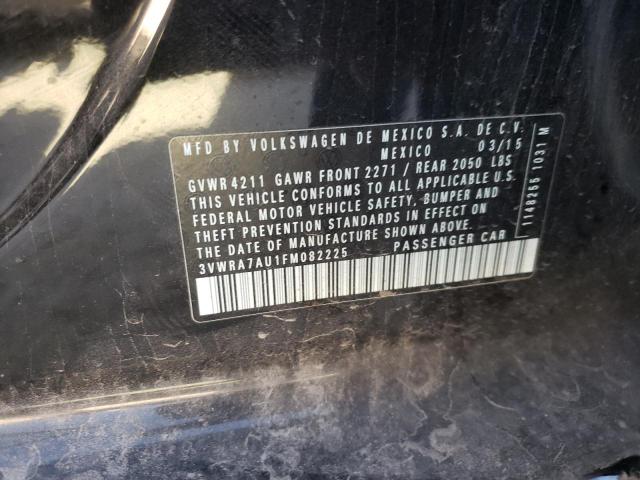 MFD BY VOLKSWAGEN DE MEXICO S.A. DE C.V.
MEXICO 03/15
GVWR 4211 GAWR FRONT 2271 / REAR 2050 LBS
THIS VEHICLE CONFORMS TO ALL APPLICABLE U.S.
FEDERAL MOTOR VEHICLE SAFETY, BUMPER AND
THEFT PREVENTION STANDARDS IN EFFECT ON
THE DATE OF MANUFACTURE SHOWN ABOVE.
3VWRA7AU1FM082225 PASSENGER CAR
1031 M